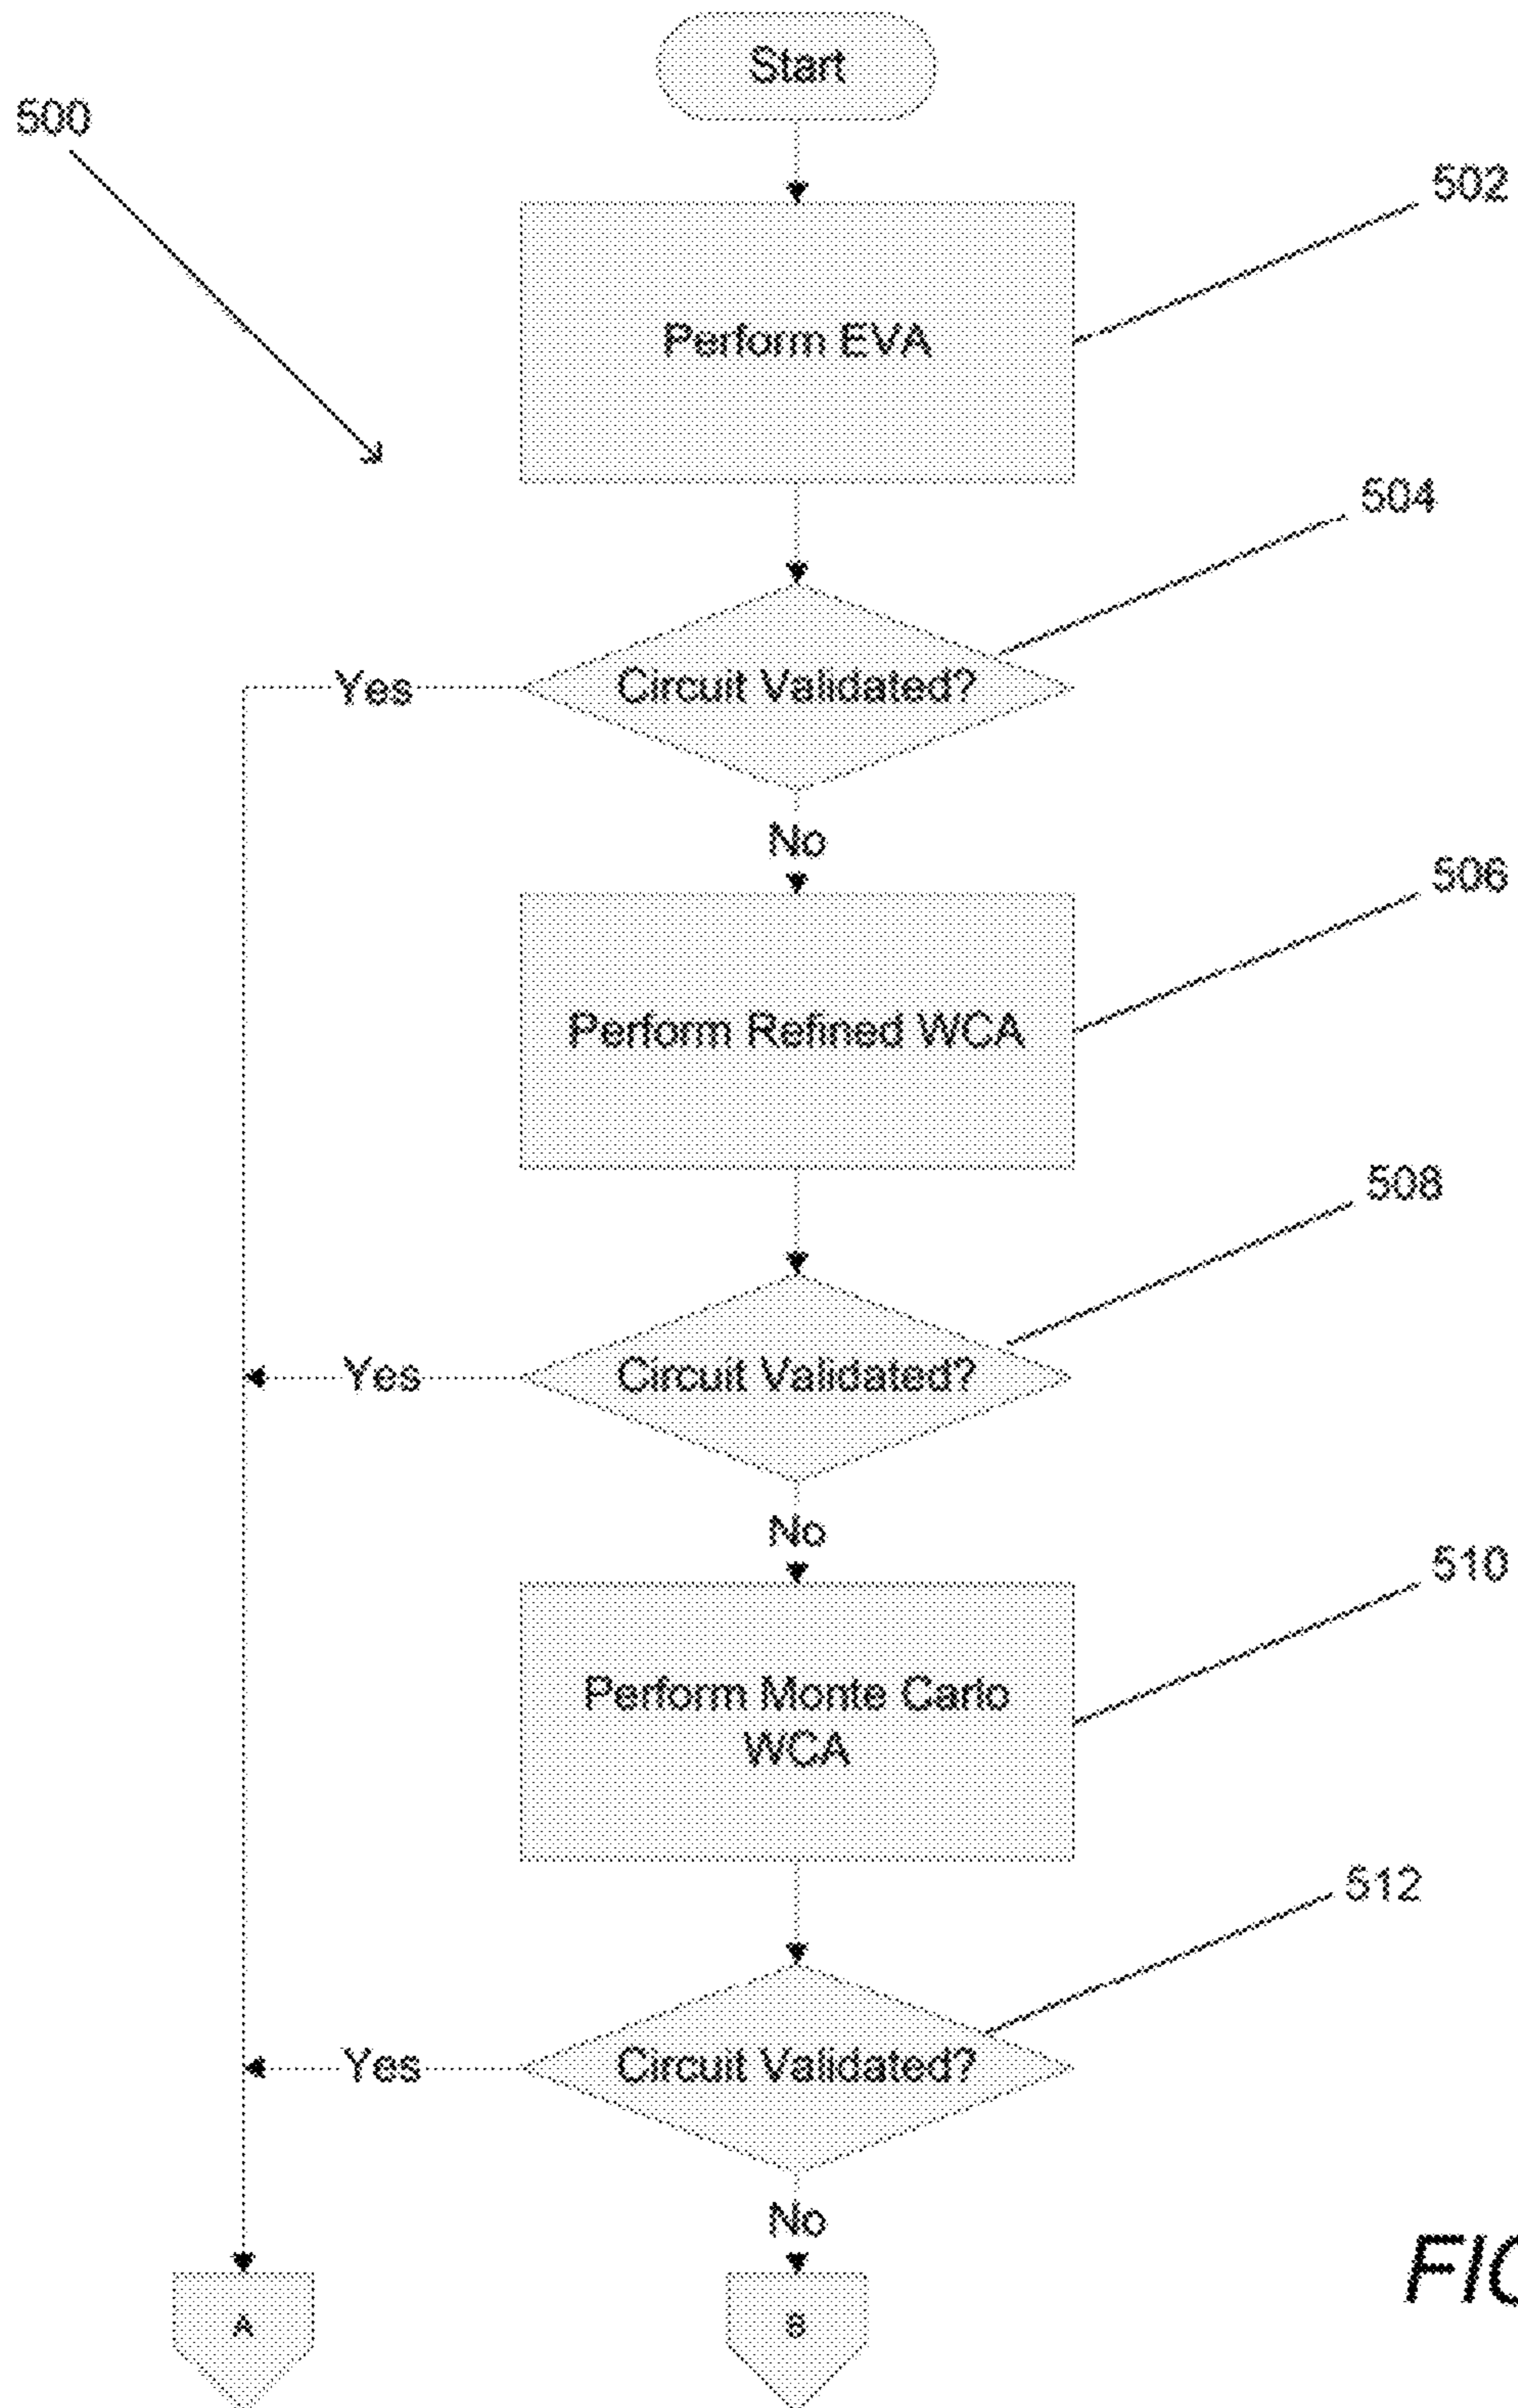 Start
500
502
Perform EVA
504
Circuit Validated?
Yes
No
506
Perform Refined WCA
508
Circuit Validated?
Yes
No
510
Perform Monte Carlo
WCA
512
Circuit Validated?
Yes
No
A
B